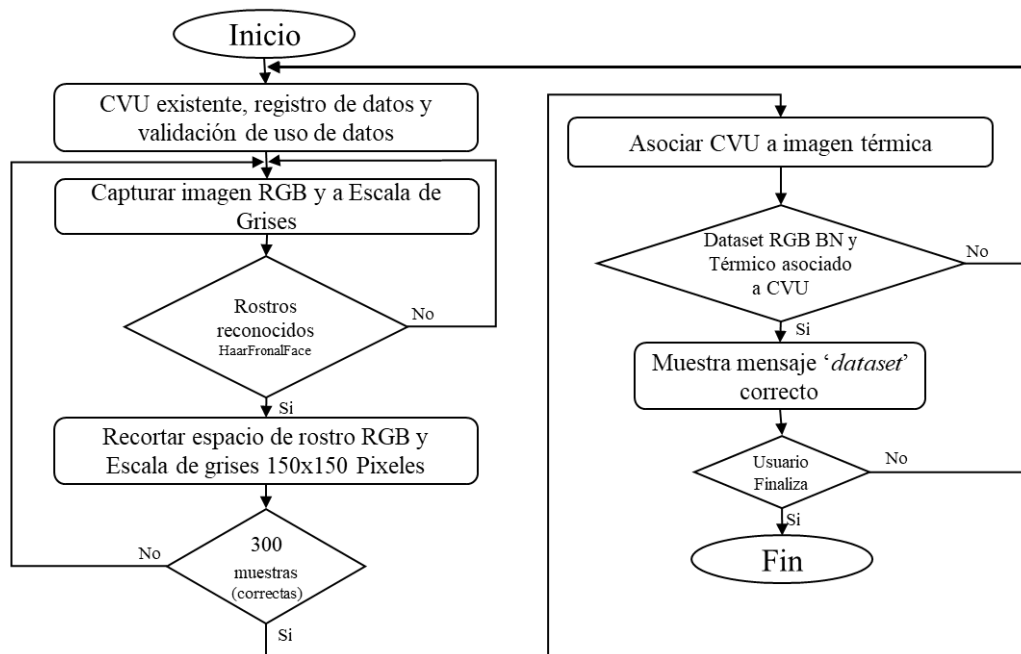 Inicio
CVU existente, registro de datos y
validación de uso de datos
Capturar imagen RGB y a Escala de
Grises
Rostros
reconocidos
HaarFronalFace
No
Si
Recortar espacio de rostro RGB y
Escala de grises 150x150 Pixeles
300
muestras
(correctas)
No
Si
Asociar CVU a imagen térmica
Dataset RGB BN y
Térmico asociado
a CVU
No
Si
Muestra mensaje ‘dataset’
correcto
Usuario
Finaliza
No
Si
Fin